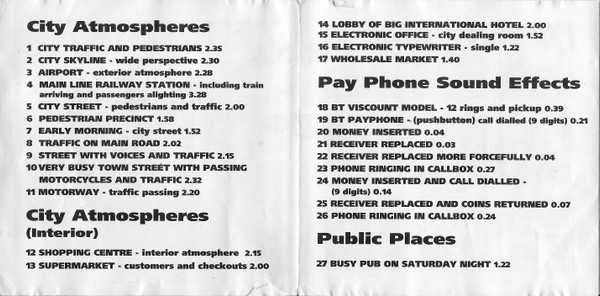 City Atmospheres
1 CITY TRAFFIC AND PEDESTRIANS 2.35
2 CITY SKYLINE - wide perspective 2.30
3 AIRPORT - exterior atmosphere 2.28
4 MAIN LINE RAILWAY STATION - including train
arriving and passengers alighting 3.28
5 CITY STREET - pedestrians and traffic 2.00
6 PEDESTRIAN PRECINCT 1.58
7 EARLY MORNING - city street 1.52
8 TRAFFIC ON MAIN ROAD 2.02
9 STREET WITH VOICES AND TRAFFIC 2.15
10 VERY BUSY TOWN STREET WITH PASSING
MOTORCYCLES AND TRAFFIC 2.32
11 MOTORWAY - traffic passing 2.20
City Atmospheres
(Interior)
12 SHOPPING CENTRE - interior atmosphere 2.15
13 SUPERMARKET - customers and checkouts 2.00
14 LOBBY OF BIG INTERNATIONAL HOTEL 2.00
15 ELECTRONIC OFFICE - city dealing room 1.52
16 ELECTRONIC TYPEWRITER - single 1.22
17 WHOLESALE MARKET 1.40
Pay Phone Sound Effects
18 BT VISCOUNT MODEL - 12 rings and pickup 0.39
19 BT PAYPHONE - (pushbutton) call dialled (9 digits) 0.21
20 MONEY INSERTED 0.04
21 RECEIVER REPLACED 0.03
22 RECEIVER REPLACED MORE FORCEFULLY 0.04
23 PHONE RINGING IN CALLBOX 0.27
24 MONEY INSERTED AND CALL DIALLED -
(9 digits) 0.14
25 RECEIVER REPLACED AND COINS RETURNED 0.07
26 PHONE RINGING IN CALLBOX 0.24
Public Places
27 BUSY PUB ON SATURDAY NIGHT 1.22